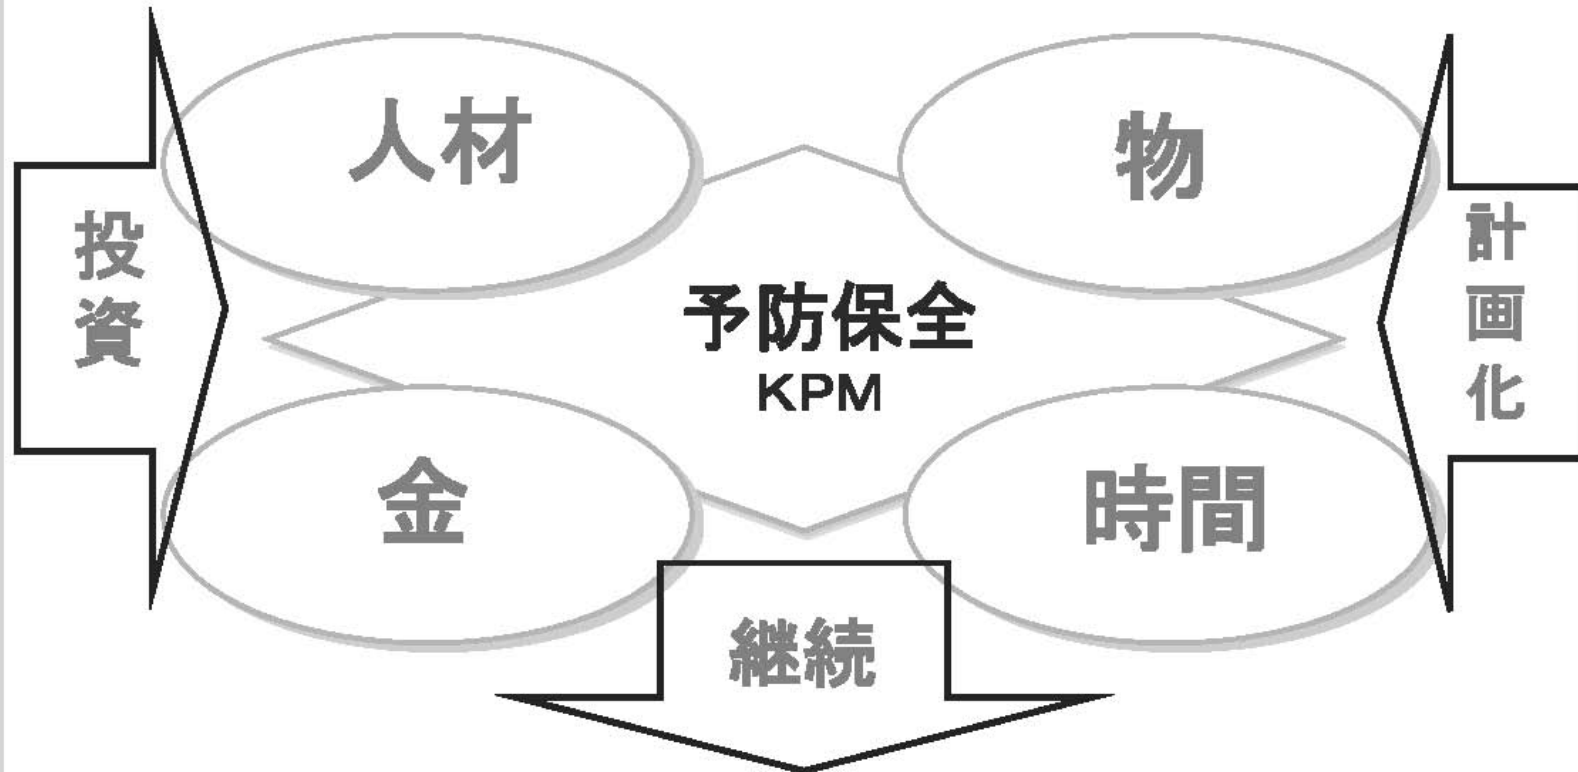 人材
物
投資
計画化
予防保全
KPM
金
時間
継続